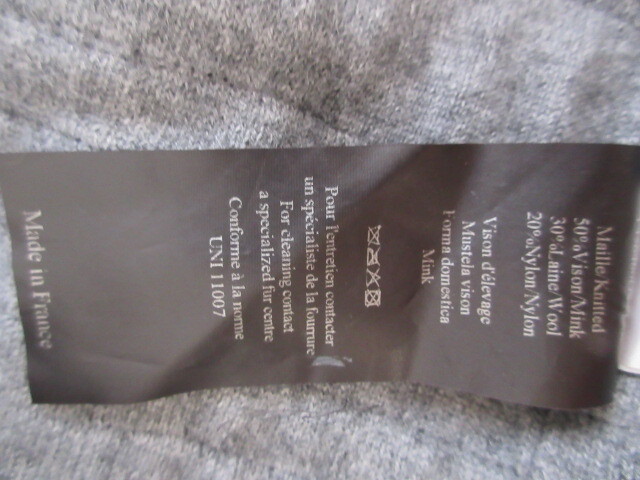 Maille/Knitted
50%Vison/Mink
30%Laine/Wool
20%Nylon/Nylon
Vison d'élevage
Mustela vison
Forma domestica
Mink
Pour l'entretien contacter
un spécialiste de la fourrure
For cleaning contact
a specialized fur centre
Conforme à la norme
UNI 11007
Made in France